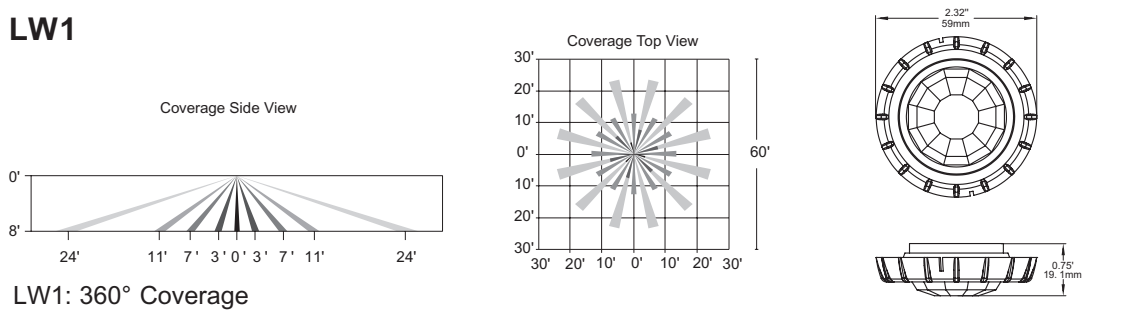 LW1
Coverage Side View
0'
8'
24' 11' 7 ' 3 ' 0 ' 3 ' 7 ' 11' 24'
LW1: 360° Coverage
Coverage Top View
30'
20'
10'
0'
10'
20'
30'
30' 20' 10' 0' 10' 20' 30'
60'
2.32"
59mm
0.75'
19. 1mm